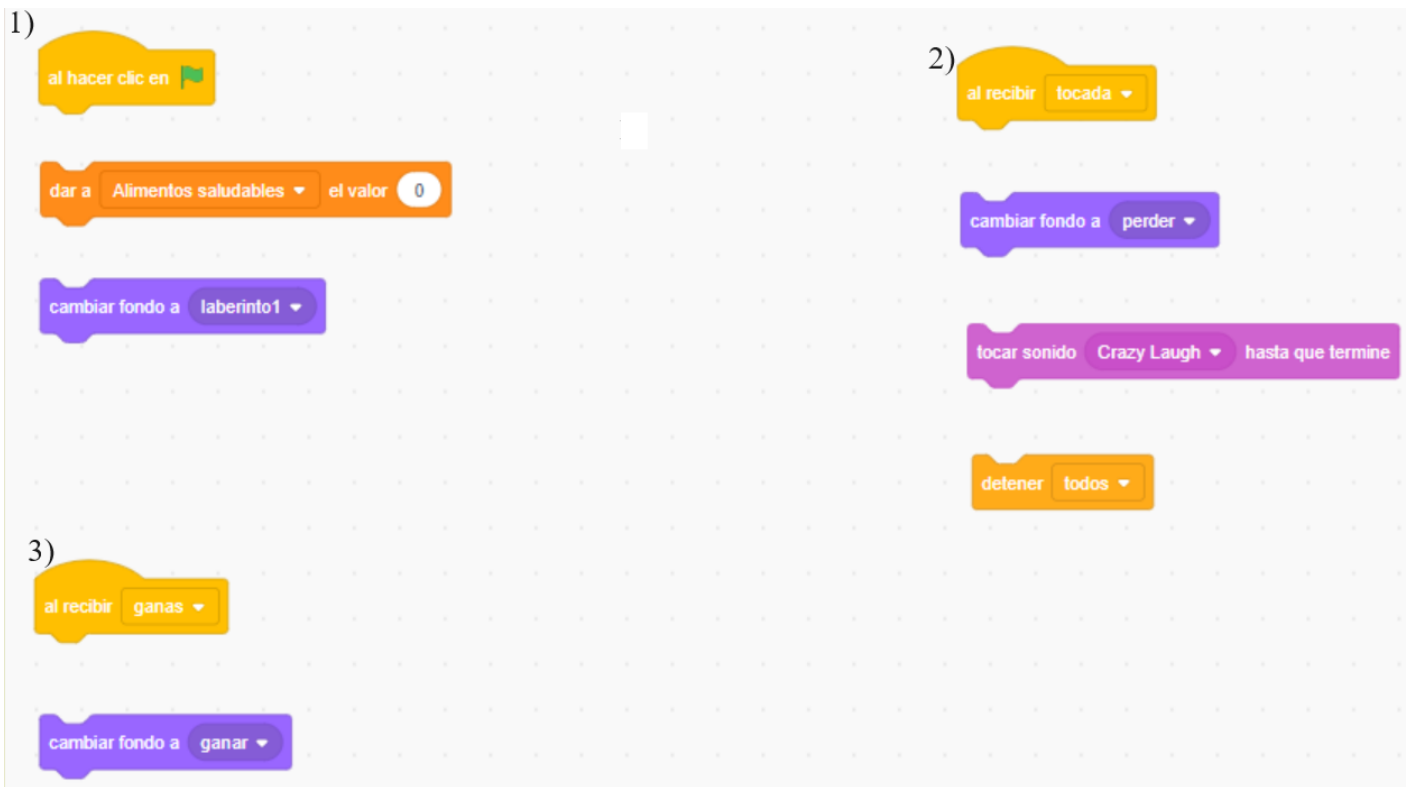 1)
al hacer clic en
dar a Alimentos saludables el valor 0
cambiar fondo a laberinto1
2)
al recibir tocada
cambiar fondo a perder
tocar sonido Crazy Laugh hasta que termine
detener todos
3)
al recibir ganas
cambiar fondo a ganar